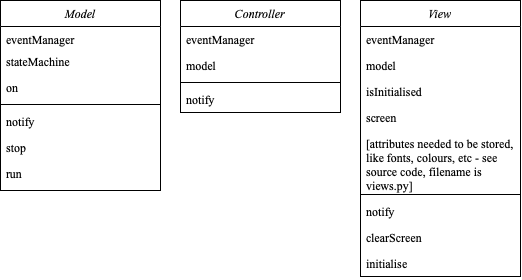 Model
eventManager
stateMachine
on
notify
stop
run
Controller
eventManager
model
notify
View
eventManager
model
isInitialised
screen
[attributes needed to be stored,
like fonts, colours, etc - see
source code, filename is
views.py]
notify
clearScreen
initialise